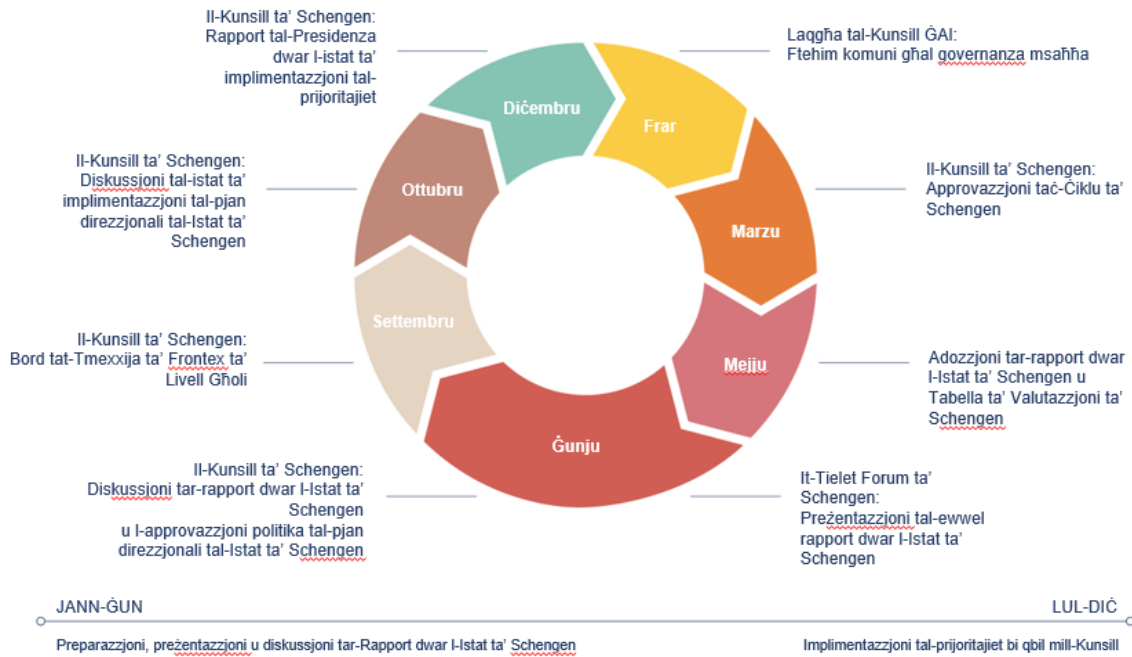 Il-Kunsill ta' Schengen:
Rapport tal-Presidenza
dwar l-istat ta'
implimentazzjoni tal-
prijoritajiet
Laqgħa tal-Kunsill ĠAI:
Ftehim komuni għal governanza msaħħa
Diċembru
Frar
Il-Kunsill ta' Schengen:
Diskussjoni tal-istat ta'
implimentazzjoni tal-pjan
direzzjonali tal-Istat ta'
Schengen
Ottubru
Marzu
Il-Kunsill ta' Schengen:
Approvazzjoni taċ-Ċiklu ta'
Schengen
Il-Kunsill ta' Schengen:
Bord tat-Tmexxija ta' Frontex ta'
Livell Għoli
Settembru
Mejju
Adozzjoni tar-rapport dwar
l-Istat ta' Schengen u
Tabella ta' Valutazzjoni ta'
Schengen
Ġunju
Il-Kunsill ta' Schengen:
Diskussjoni tar-rapport dwar l-Istat ta'
Schengen
u l-approvazzjoni politika tal-pjan
direzzjonali tal-Istat ta' Schengen
It-Tielet Forum ta'
Schengen:
Preżentazzjoni tal-ewwel
rapport dwar l-Istat ta'
Schengen
JANN-ĠUN
LUL-DIĊ
Preparazzjoni, preżentazzjoni u diskussjoni tar-Rapport dwar l-Istat ta' Schengen
Implimentazzjoni tal-prijoritajiet bi qbil mill-Kunsill